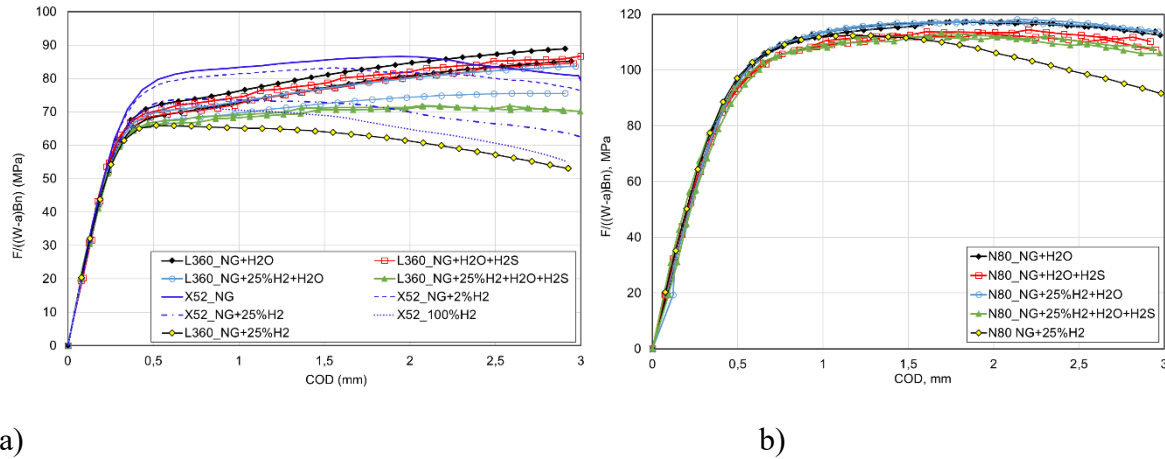 100
90
80
70
60
50
40
30
20
10
0
F/((W-a)Bn) (MPa)
L360_NG+H2O
L360_NG+H2O+H2S
L360_NG+25%H2+H2O
L360_NG+25%H2+H2O+H2S
X52_NG
X52_NG+2%H2
X52_NG+25%H2
X52_100%H2
L360_NG+25%H2
0 0,5 1 1,5 2 2,5 3
COD (mm)
120
100
80
60
40
20
0
F/((W-a)Bn), MPa
N80_NG+H2O
N80_NG+H2O+H2S
N80_NG+25%H2+H2O
N80_NG+25%H2+H2O+H2S
N80 NG+25%H2
0 0,5 1 1,5 2 2,5 3
COD, mm
a) b)